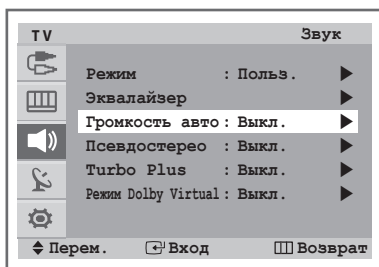 TV Звук
Режим : Польз.
Эквалайзер
Громкость авто : Выкл.
Псевдостерео : Выкл.
Turbo Plus : Выкл.
Режим Dolby Virtual : Выкл.
Перем. Вход Возврат